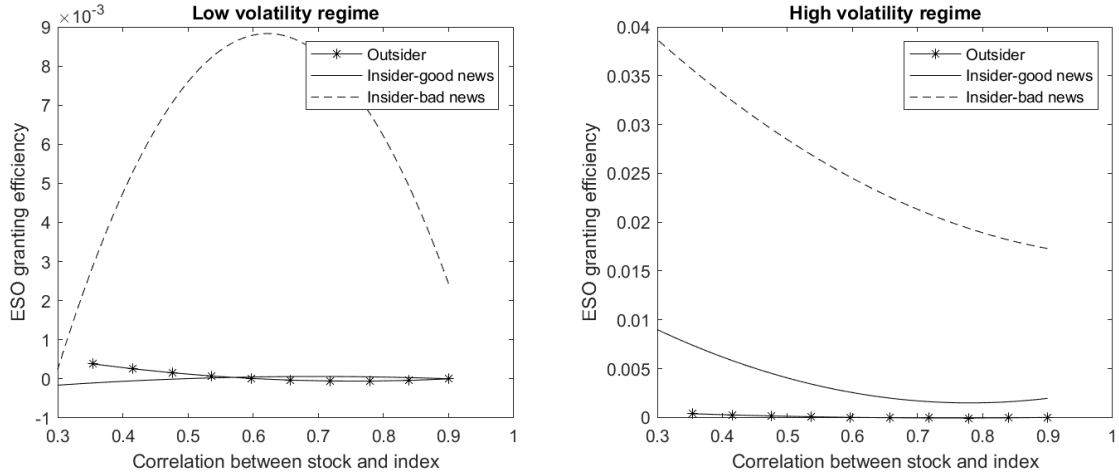 Low volatility regime
×10-3
9
8
7
6
5
4
3
2
1
0
-1
ESO granting efficiency
Outsider
Insider-good news
Insider-bad news
0.3 0.4 0.5 0.6 0.7 0.8 0.9 1
Correlation between stock and index
High volatility regime
0.04
0.035
0.03
0.025
0.02
0.015
0.01
0.005
0
ESO granting efficiency
Outsider
Insider-good news
Insider-bad news
0.3 0.4 0.5 0.6 0.7 0.8 0.9 1
Correlation between stock and index